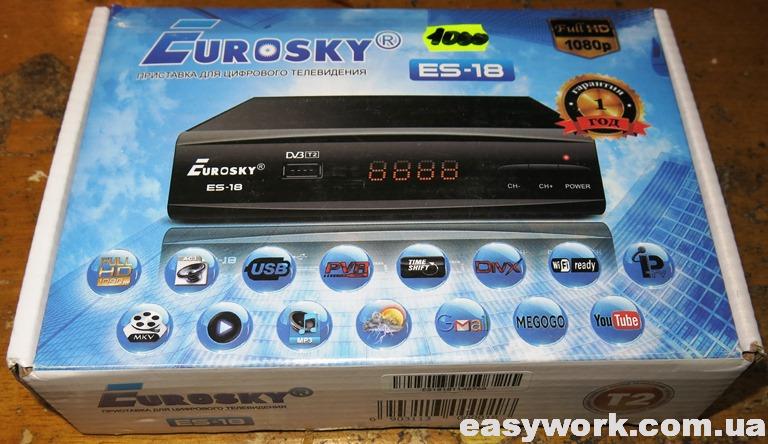 EUROSKY®
1000
Full HD
1080p
ПРИСТАВКА ДЛЯ ЦИФРОВОГО ТЕЛЕВИДЕНИЯ
ES-18
гарантия
1
ГОД
DVB T2
EUROSKY®
ES-18
8888
CH- CH+ POWER
FULL HD 1080p AC3 USB PVR TIME SHIFT DIVX WiFi ready IPTV
MKV MP3 Gmail MEGOGO YouTube
EUROSKY®
ПРИСТАВКА ДЛЯ ЦИФРОВОГО ТЕЛЕВИДЕНИЯ
ES-18
T2
easywork.com.ua